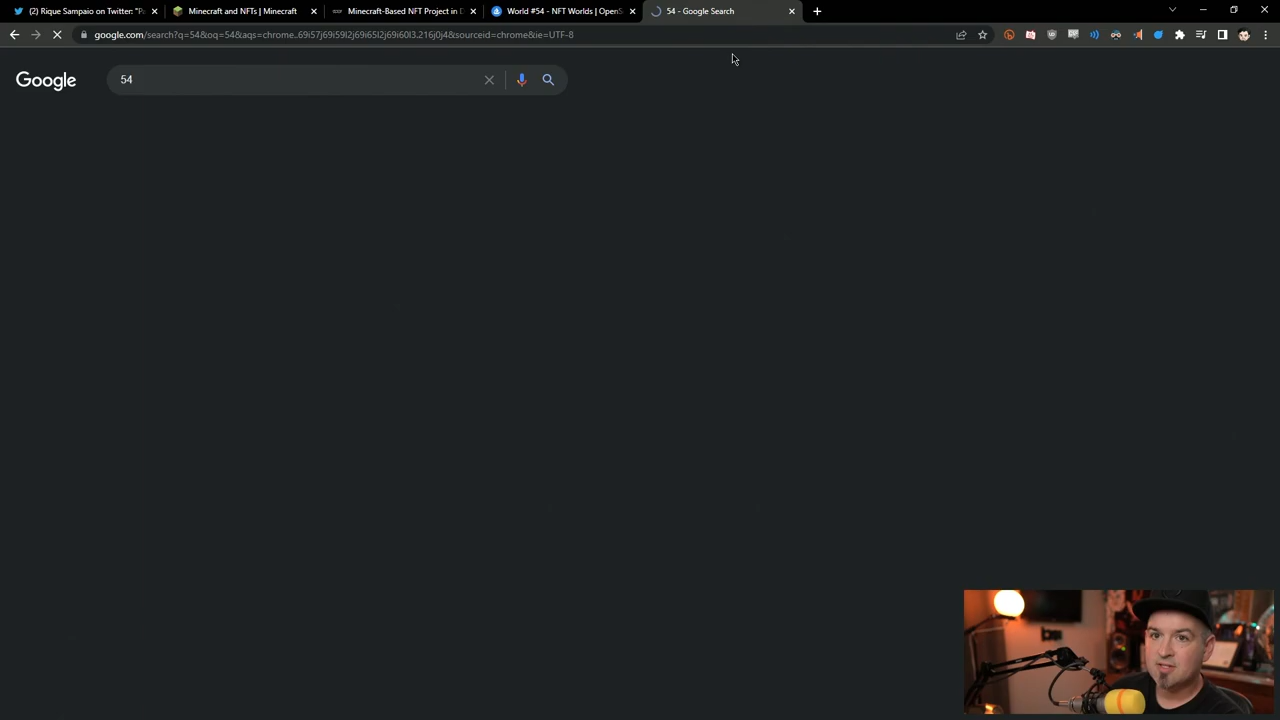 (2) Rique Sampaio on Twitter: "Pa
Minecraft and NFTs | Minecraft
Minecraft-Based NFT Project in D
World #54 - NFT Worlds | OpenS
54 - Google Search
google.com/search?q=54&oq=54&aqs=chrome..69i57j69i59l2j69i65l2j69i60l3.216j0j4&sourceid=chrome&ie=UTF-8
Google
54